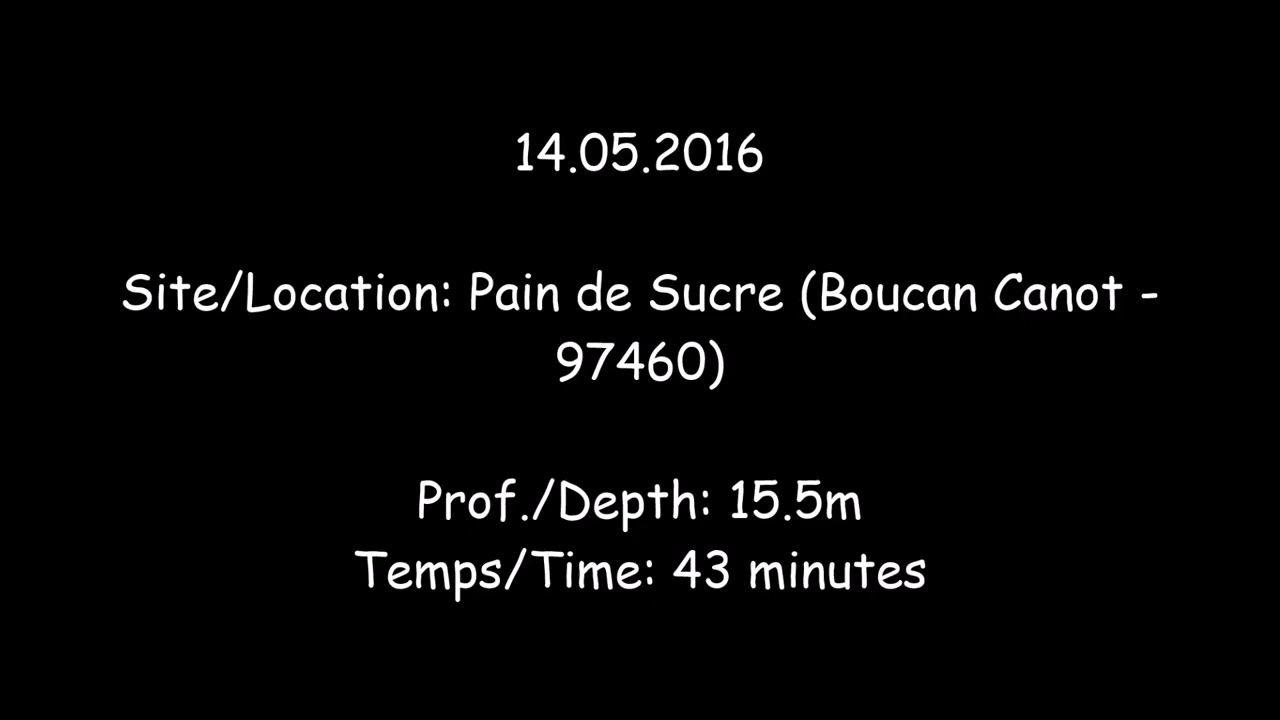 14.05.2016
Site/Location: Pain de Sucre (Boucan Canot -
97460)
Prof./Depth: 15.5m
Temps/Time: 43 minutes